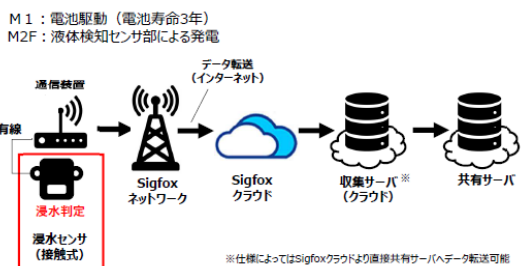 M1：電池駆動（電池寿命3年）
M2F：液体検知センサ部による発電
データ転送
（インターネット）
通信装置
有線
浸水判定
浸水センサ
（接触式）
Sigfox
ネットワーク
Sigfox
クラウド
収集サーバ※
（クラウド）
共有サーバ
※仕様によってはSigfoxクラウドより直接共有サーバへデータ転送可能